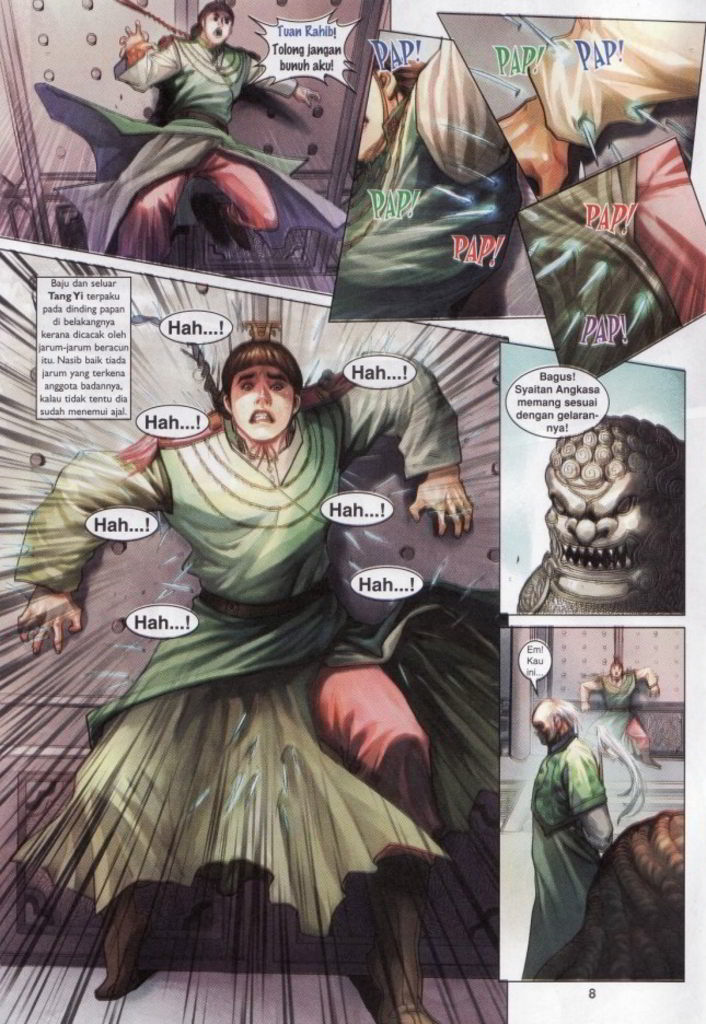 Tuan Rahib!
Tolong jangan
bunuh aku!
PAP!
PAP!
PAP!
PAP!
PAP!
PAP!
PAP!
Baju dan seluar
Tang Yi terpaku
pada dinding papan
di belakangnya
kerana dicacak oleh
jarum-jarum beracun
itu. Nasib baik tiada
jarum yang terkena
anggota badannya,
kalau tidak tentu dia
sudah menemui ajal.
Hah...!
Hah...!
Hah...!
Hah...!
Hah...!
Hah...!
Hah...!
Bagus!
Syaitan Angkasa
memang sesuai
dengan gelaran-
nya!
Em!
Kau
ini...
8